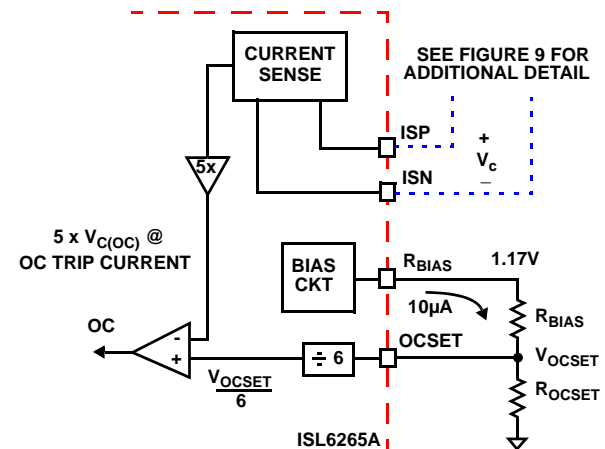 CURRENT
SENSE
SEE FIGURE 9 FOR
ADDITIONAL DETAIL
ISP
+
Vc
–
ISN
5x
5 x VC(OC) @
OC TRIP CURRENT
BIAS
CKT
RBIAS
1.17V
10µA
RBIAS
OC
-
+
÷ 6
OCSET
VOCSET
VOCSET
6
ROCSET
ISL6265A